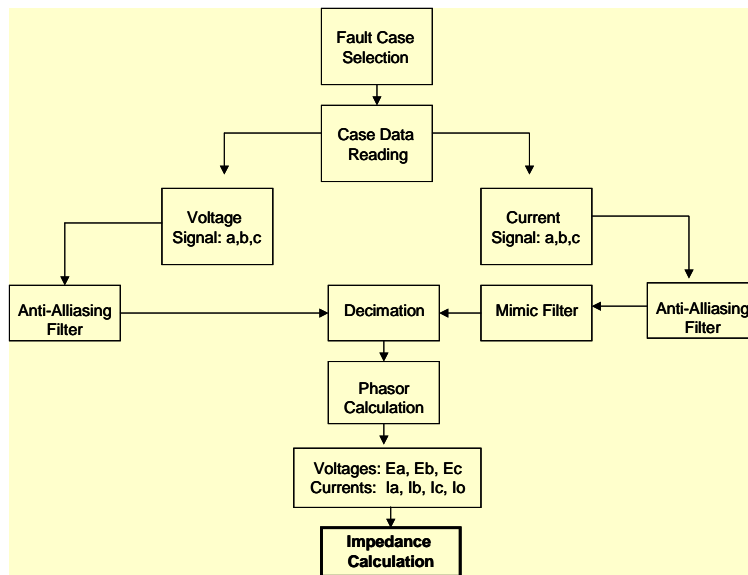 Fault Case
Selection
Case Data
Reading
Voltage
Signal: a,b,c
Current
Signal: a,b,c
Anti-Alliasing
Filter
Decimation
Mimic Filter
Anti-Alliasing
Filter
Phasor
Calculation
Voltages: Ea, Eb, Ec
Currents: Ia, Ib, Ic, Io
Impedance
Calculation